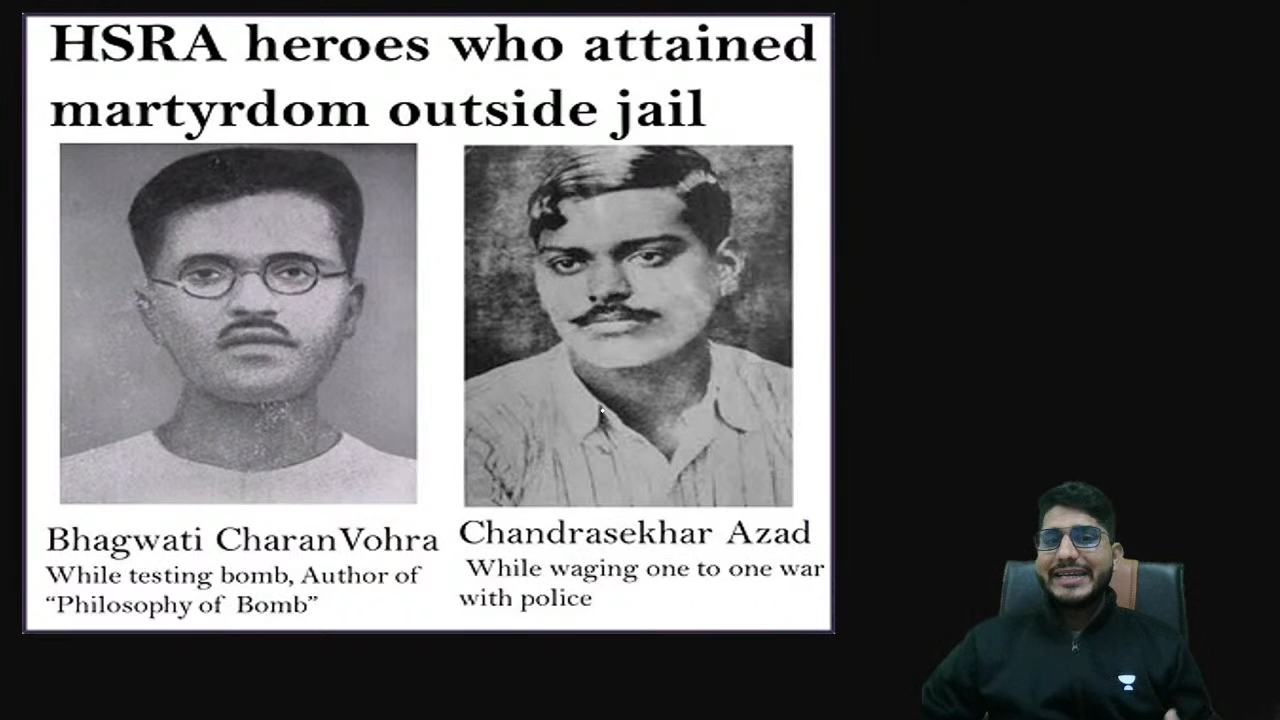 HSRA heroes who attained
martyrdom outside jail
Bhagwati CharanVohra
While testing bomb, Author of
“Philosophy of Bomb”
Chandrasekhar Azad
While waging one to one war
with police